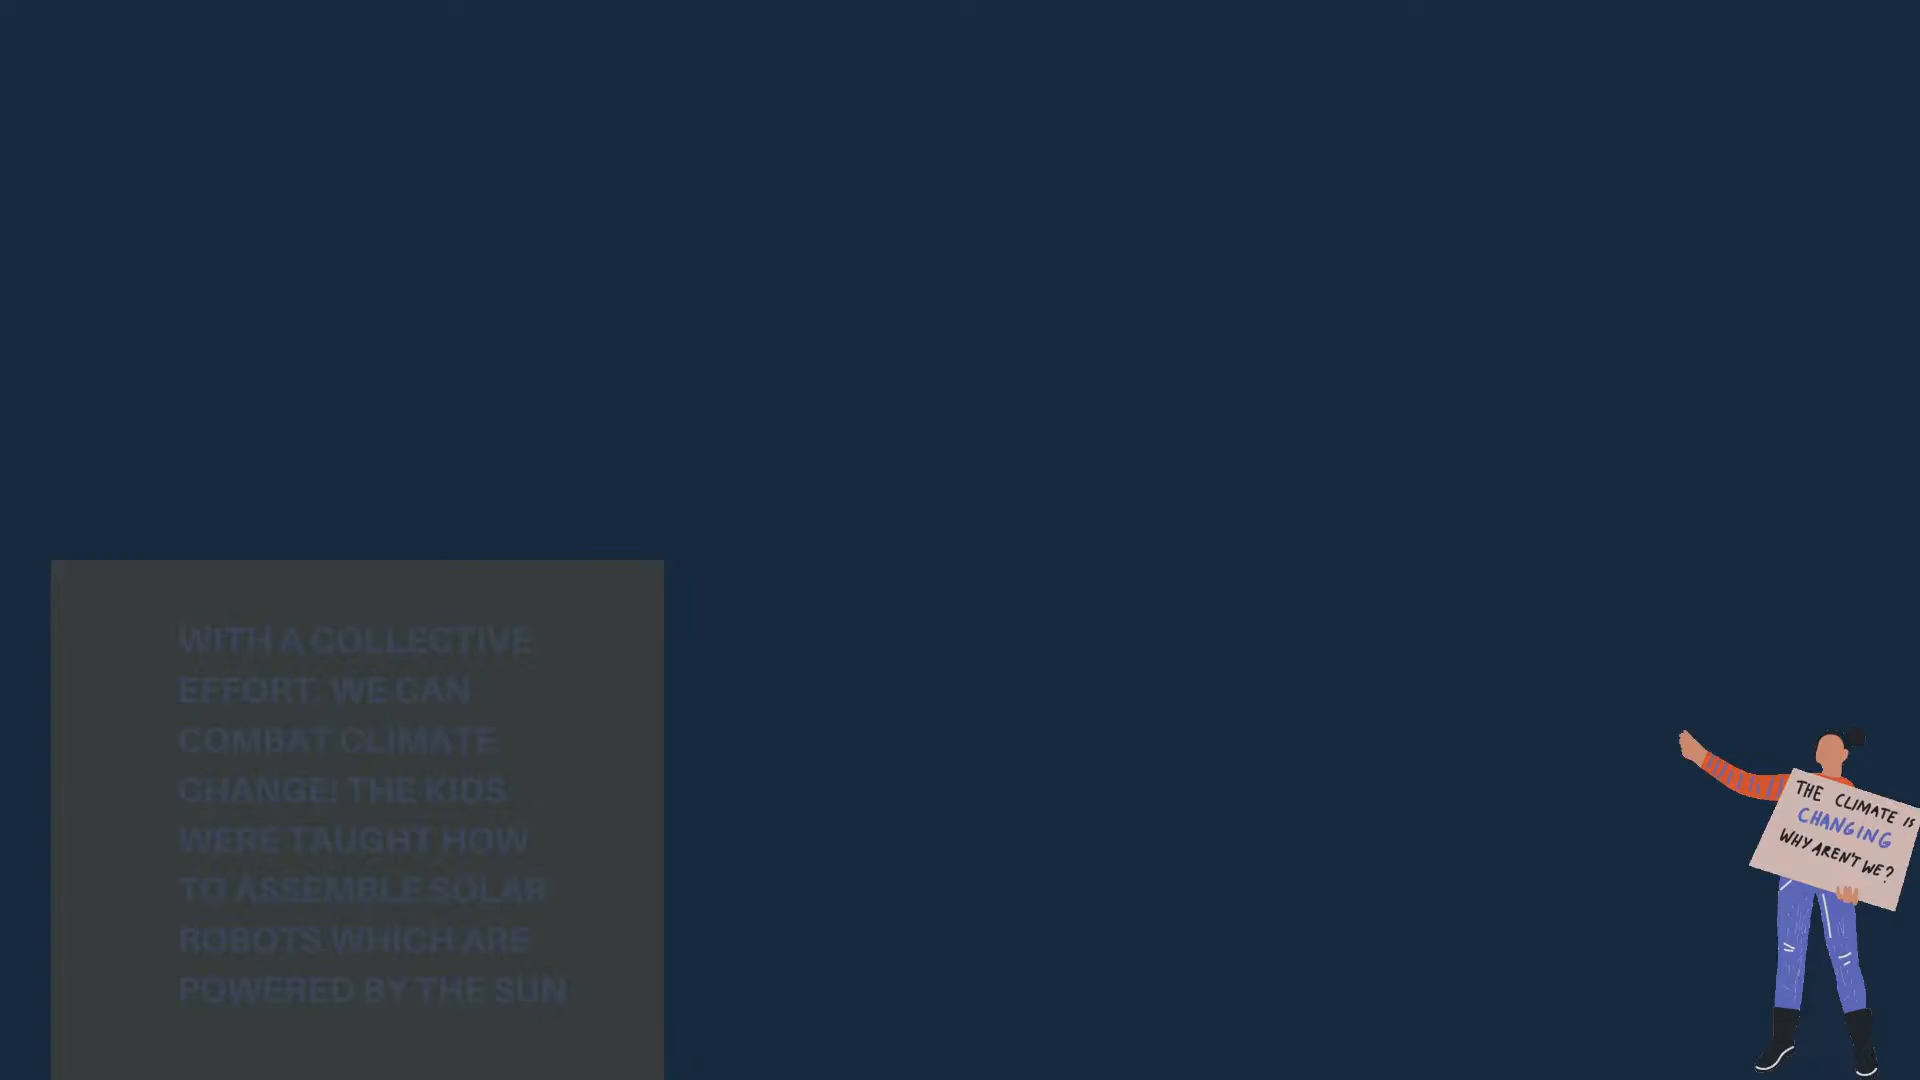 WITH A COLLECTIVE
EFFORT, WE CAN
COMBAT CLIMATE
CHANGE! THE KIDS
WERE TAUGHT HOW
TO ASSEMBLE SOLAR
ROBOTS WHICH ARE
POWERED BY THE SUN
THE CLIMATE IS
CHANGING
WHY AREN'T WE?